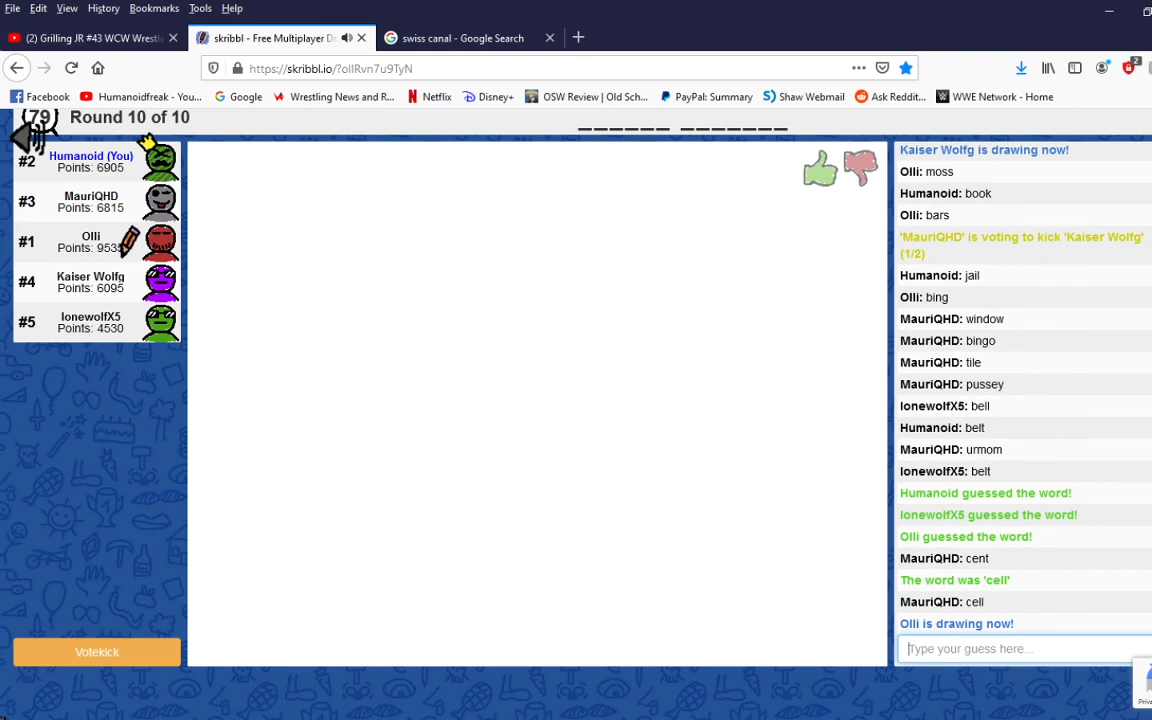 File Edit View History Bookmarks Tools Help
(2) Grilling JR #43 WCW Wrestl
skribbl - Free Multiplayer D
swiss canal - Google Search
https://skribbl.io/?olIRvn7u9TyN
2
Facebook Humanoidfreak - You... Google Wrestling News and R... Netflix Disney+ OSW Review | Old Sch... PayPal: Summary Shaw Webmail Ask Reddit... WWE Network - Home
79 Round 10 of 10
______ _______
#2 Humanoid (You)
Points: 6905
#3 MauriQHD
Points: 6815
#1 Olli
Points: 9535
#4 Kaiser Wolfg
Points: 6095
#5 lonewolfX5
Points: 4530
Votekick
Kaiser Wolfg is drawing now!
Olli: moss
Humanoid: book
Olli: bars
'MauriQHD' is voting to kick 'Kaiser Wolfg'
(1/2)
Humanoid: jail
Olli: bing
MauriQHD: window
MauriQHD: bingo
MauriQHD: tile
MauriQHD: pussey
lonewolfX5: bell
Humanoid: belt
MauriQHD: urmom
lonewolfX5: belt
Humanoid guessed the word!
lonewolfX5 guessed the word!
Olli guessed the word!
MauriQHD: cent
The word was 'cell'
MauriQHD: cell
Olli is drawing now!
Type your guess here...